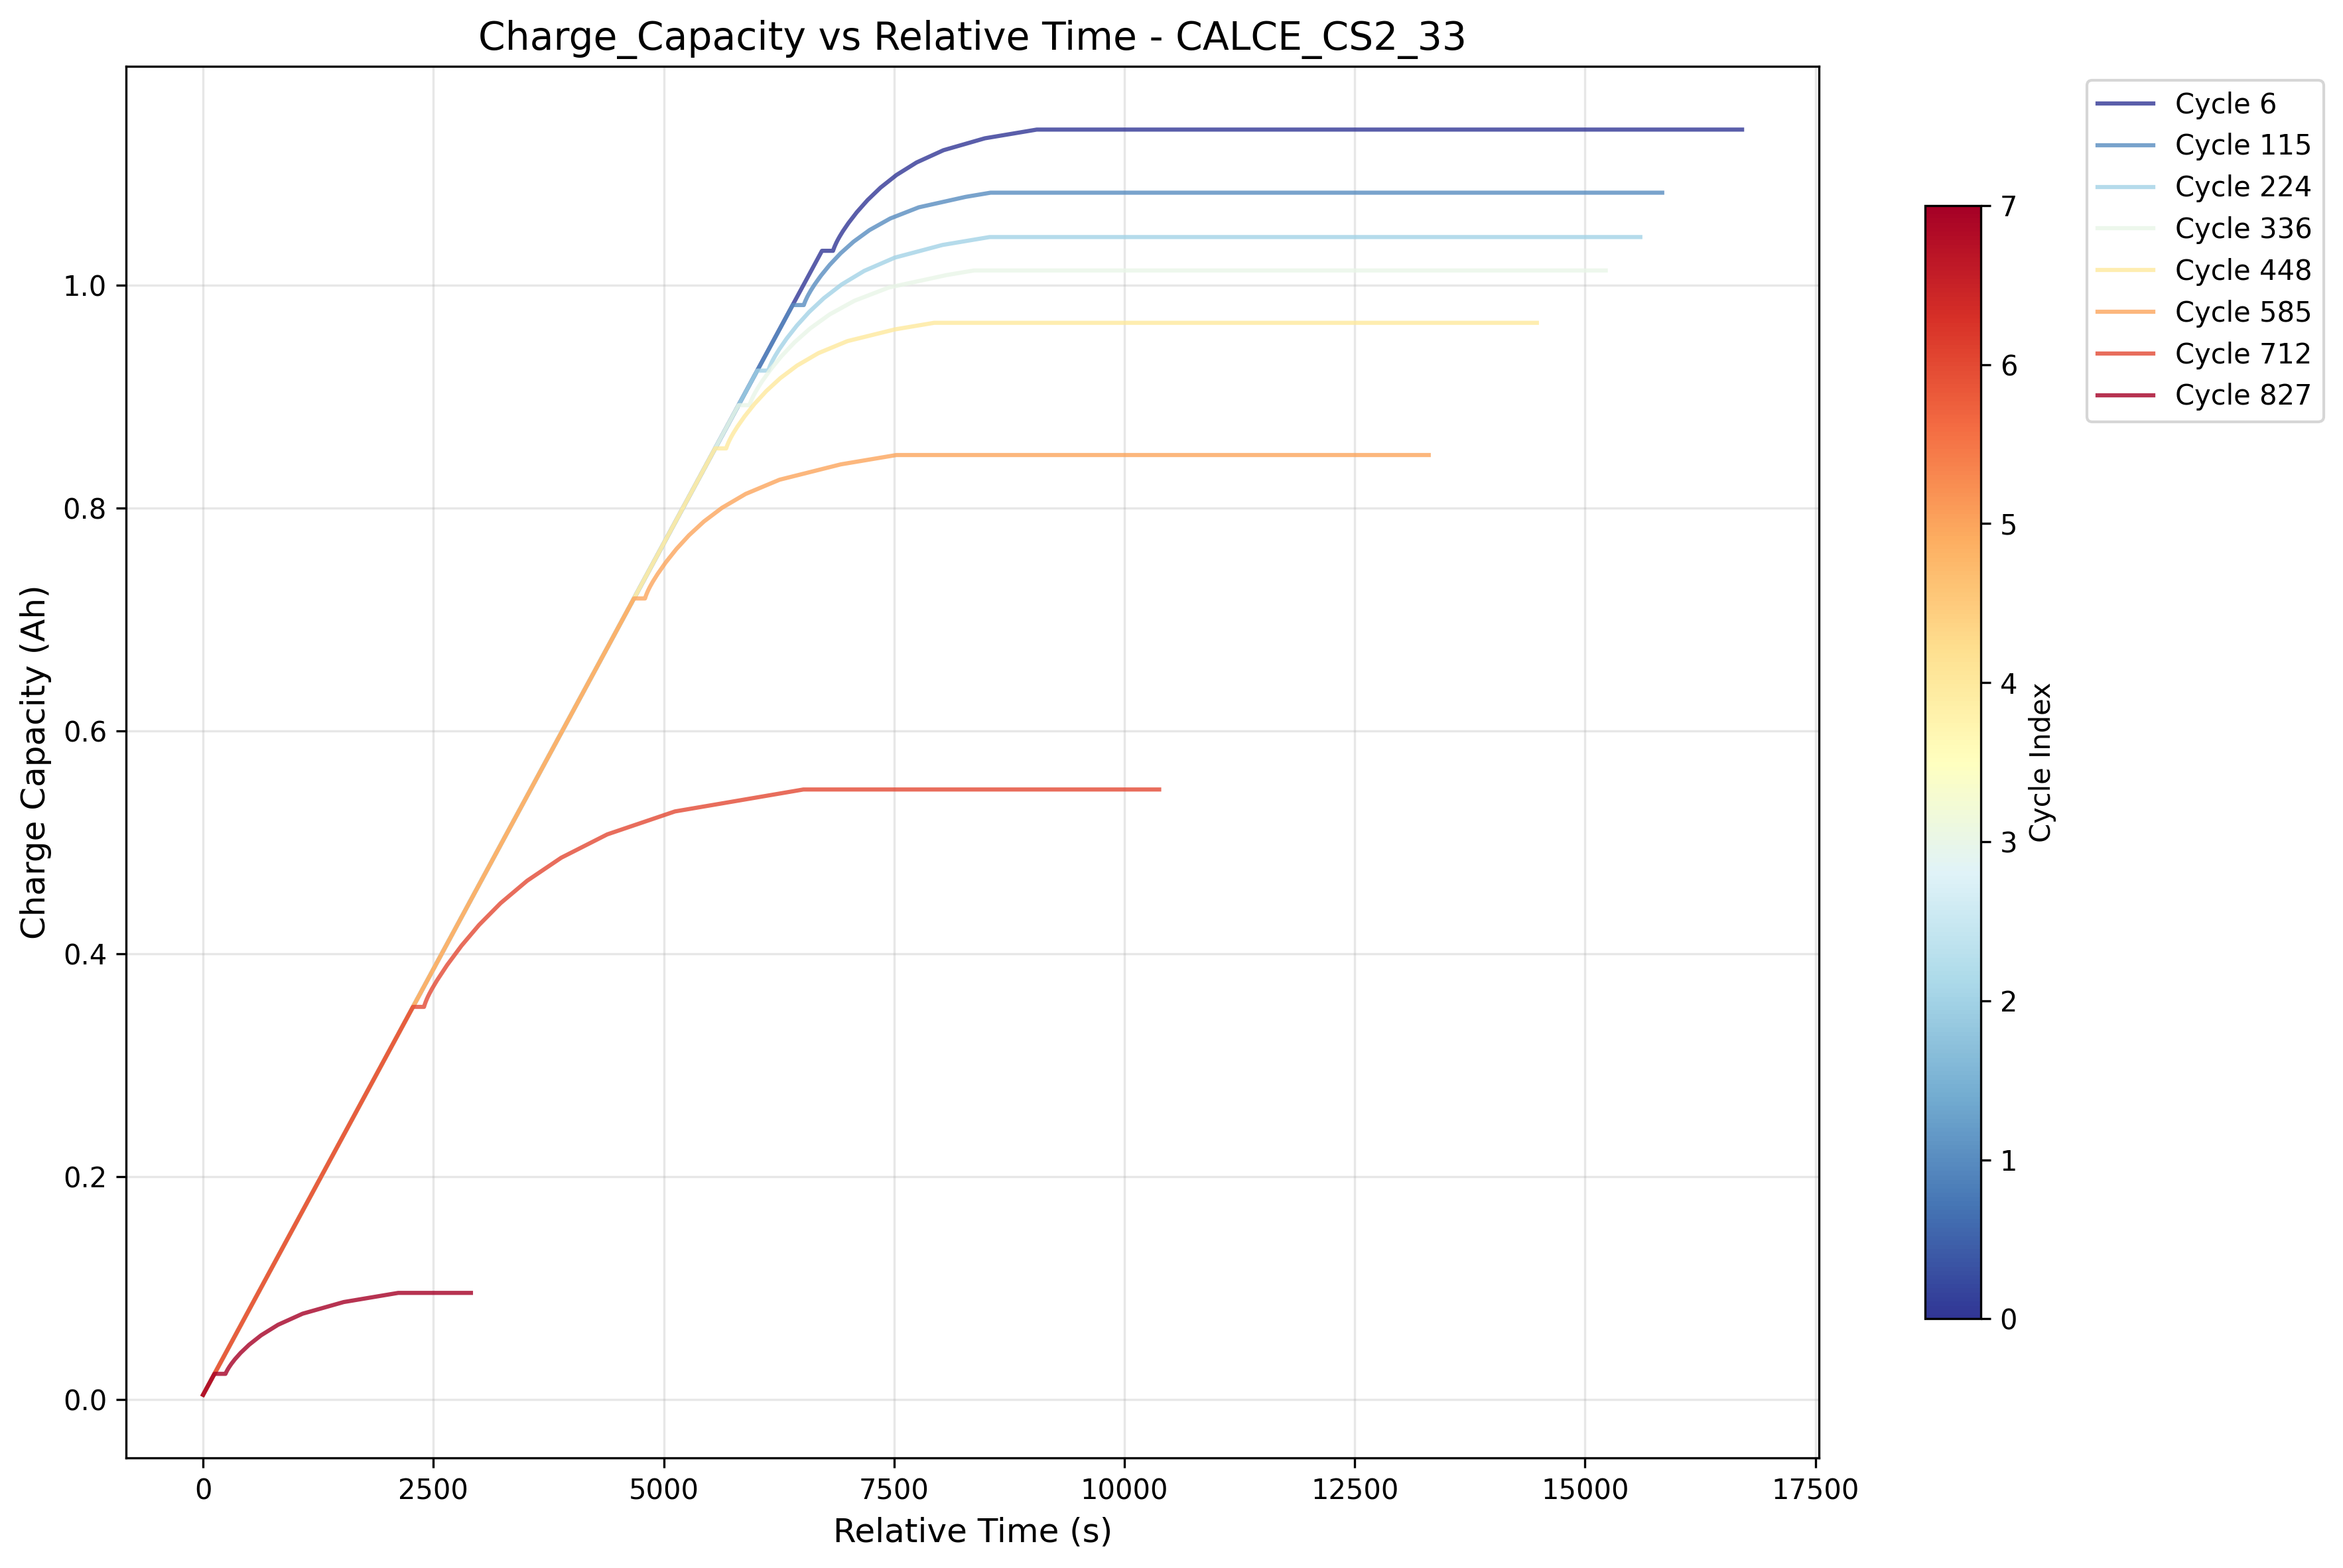 Charge_Capacity vs Relative Time - CALCE_CS2_33
Charge Capacity (Ah)
1.0
0.8
0.6
0.4
0.2
0.0
0
2500
5000
7500
10000
12500
15000
17500
Relative Time (s)
7
6
5
4
3
2
1
0
Cycle Index
Cycle 6
Cycle 115
Cycle 224
Cycle 336
Cycle 448
Cycle 585
Cycle 712
Cycle 827